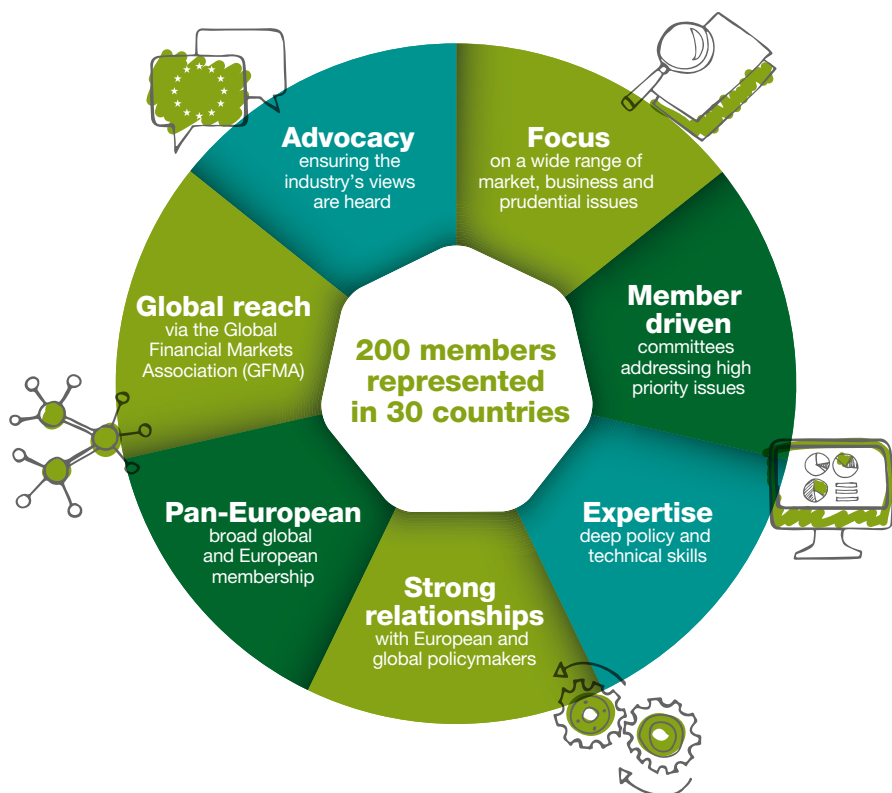 Advocacy
ensuring the
industry's views
are heard
Focus
on a wide range of
market, business and
prudential issues
Member
driven
committees
addressing high
priority issues
Expertise
deep policy and
technical skills
Strong
relationships
with European and
global policymakers
Pan-European
broad global
and European
membership
Global reach
via the Global
Financial Markets
Association (GFMA)
200 members
represented
in 30 countries